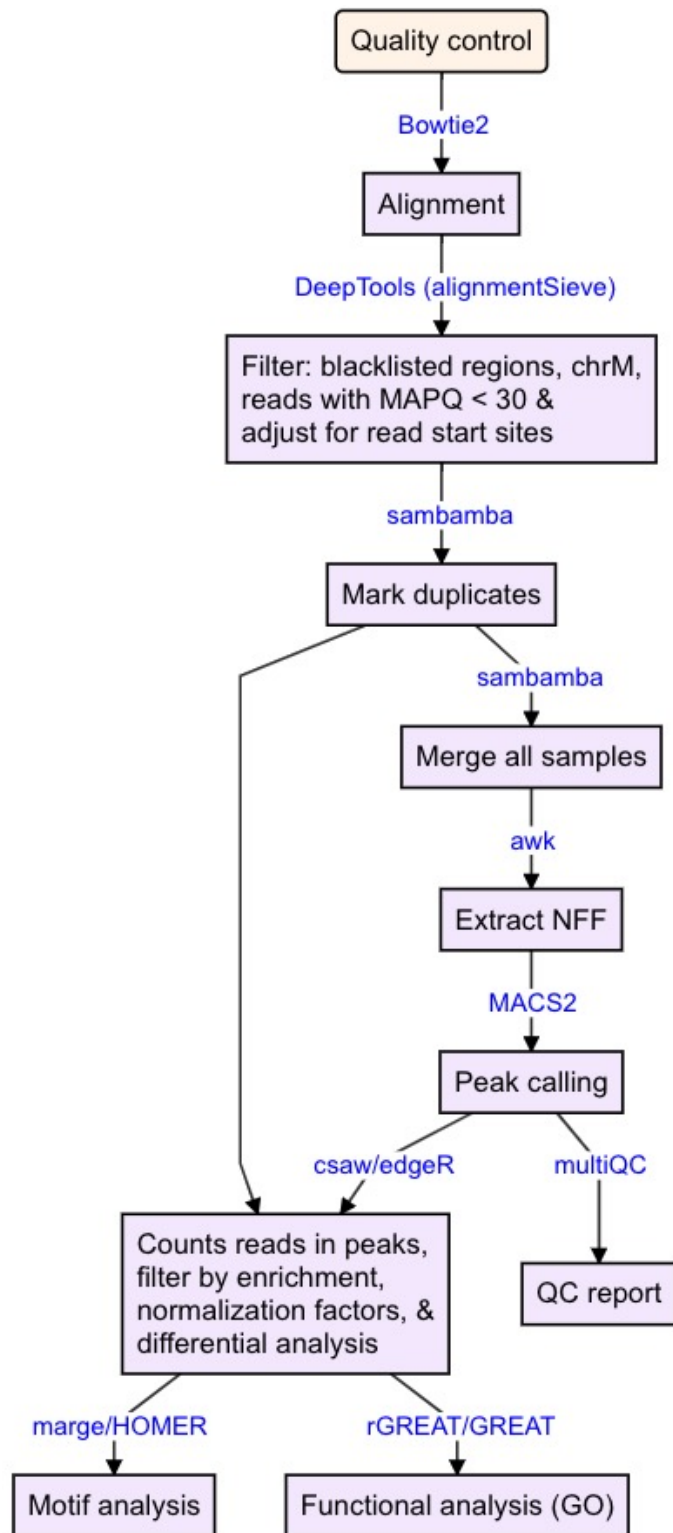 Quality control
Bowtie2
Alignment
DeepTools (alignmentSieve)
Filter: blacklisted regions, chrM,
reads with MAPQ < 30 &
adjust for read start sites
sambamba
Mark duplicates
sambamba
Merge all samples
awk
Extract NFF
MACS2
Peak calling
csaw/edgeR
multiQC
Counts reads in peaks,
filter by enrichment,
normalization factors, &
differential analysis
QC report
marge/HOMER
rGREAT/GREAT
Motif analysis
Functional analysis (GO)